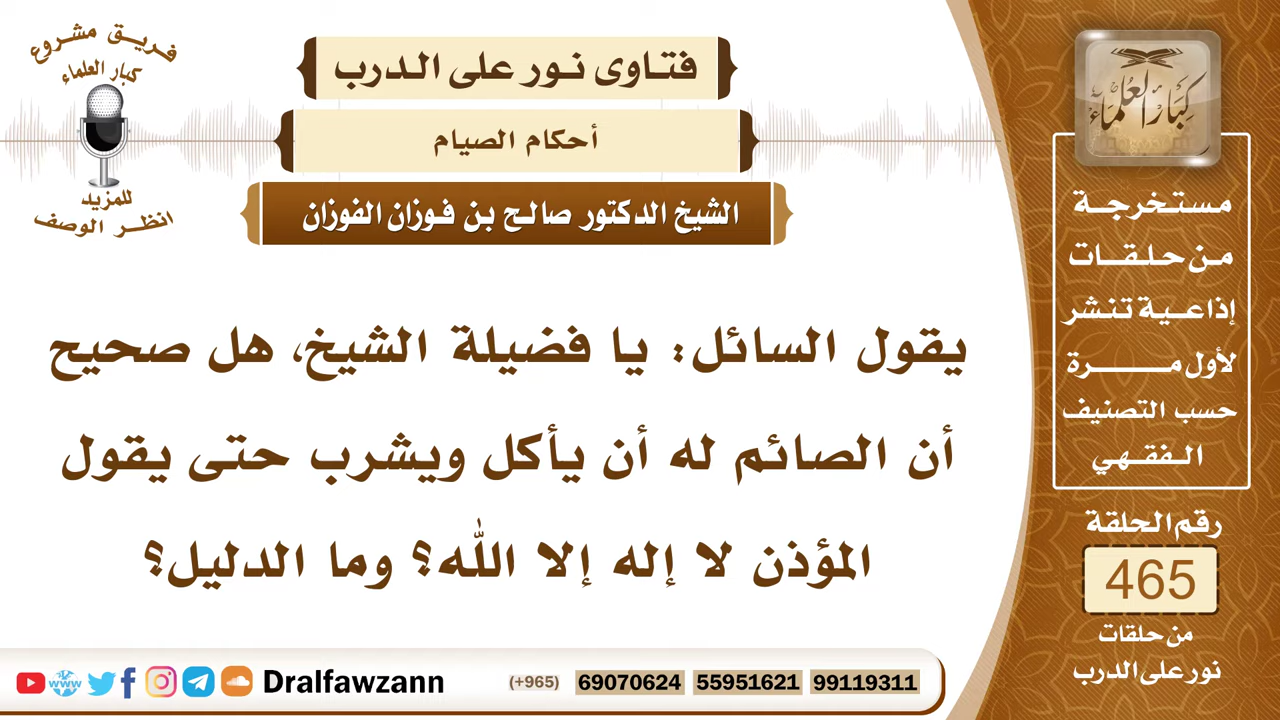 فريق مشروع
كبار العلماء
للمزيد
انظر الوصف
فتاوى نور على الدرب
أحكام الصيام
الشيخ الدكتور صالح بن فوزان الفوزان
يقول السائل: يا فضيلة الشيخ، هل صحيح
أن الصائم له أن يأكل ويشرب حتى يقول
المؤذن لا إله إلا الله؟ وما الدليل؟
كبار العلماء
مستخرجة
من حلقات
إذاعية تنشر
لأول مرة
حسب التصنيف
الفقهي
رقم الحلقة
465
من حلقات
نور على الدرب
www
Dralfawzann
(+965) 69070624 55951621 99119311